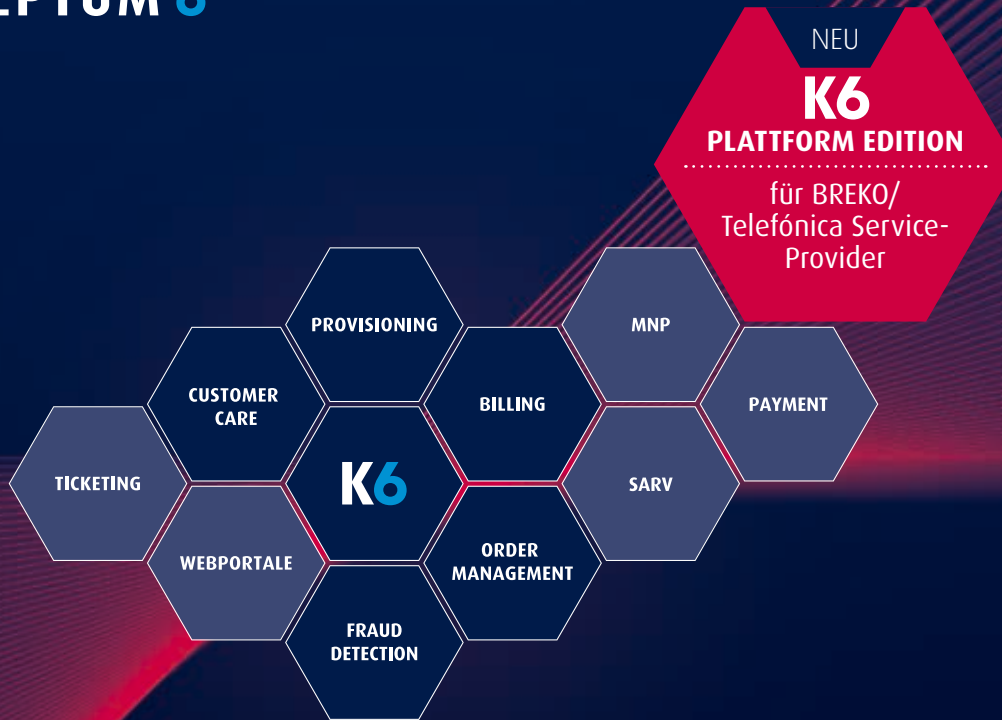 NEU
K6
PLATTFORM EDITION
für BREKO/
Telefónica Service-
Provider
PROVISIONING
MNP
CUSTOMER
CARE
BILLING
PAYMENT
TICKETING
K6
SARV
WEBPORTALE
ORDER
MANAGEMENT
FRAUD
DETECTION